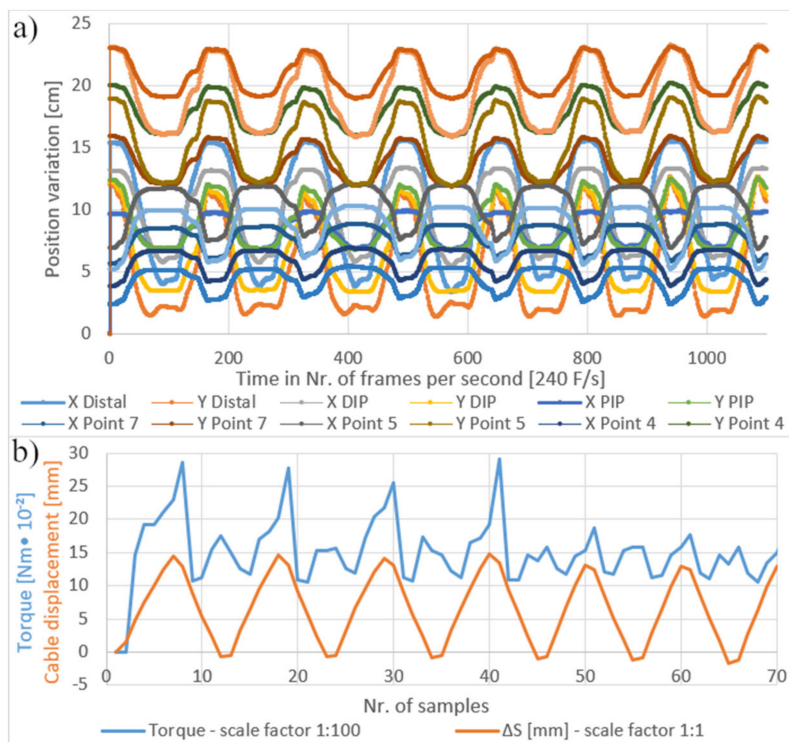 a)
25
20
15
10
5
0
Position variation [cm]
0 200 400 600 800 1000
Time in Nr. of frames per second [240 F/s]
X Distal Y Distal X DIP Y DIP X PIP Y PIP
X Point 7 Y Point 7 X Point 5 Y Point 5 X Point 4 Y Point 4
b)
30
25
20
15
10
5
0
-5
Torque [Nm• 10⁻²]
Cable displacement [mm]
0 10 20 30 40 50 60 70
Nr. of samples
Torque - scale factor 1:100 ΔS [mm] - scale factor 1:1